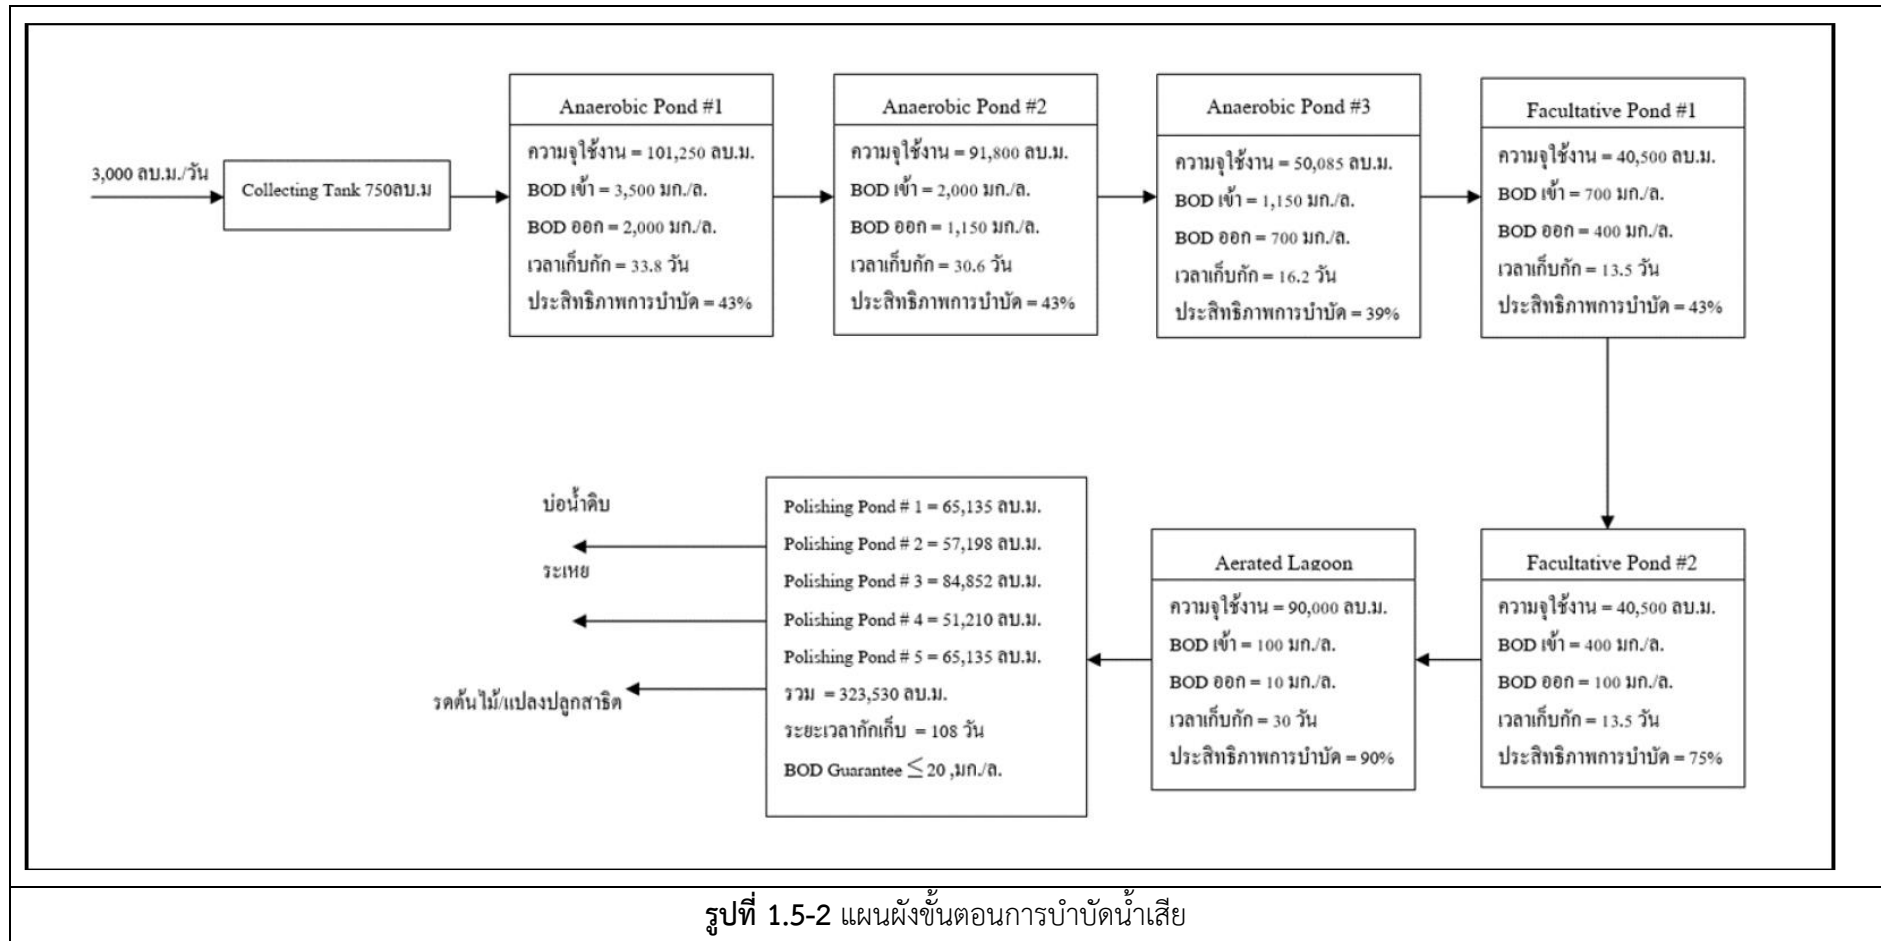 3,000 ลบ.ม./วัน
Collecting Tank 750ลบ.ม
Anaerobic Pond #1
ความจุใช้งาน = 101,250 ลบ.ม.
BOD เข้า = 3,500 มก./ล.
BOD ออก = 2,000 มก./ล.
เวลาเก็บกัก = 33.8 วัน
ประสิทธิภาพการบำบัด = 43%
Anaerobic Pond #2
ความจุใช้งาน = 91,800 ลบ.ม.
BOD เข้า = 2,000 มก./ล.
BOD ออก = 1,150 มก./ล.
เวลาเก็บกัก = 30.6 วัน
ประสิทธิภาพการบำบัด = 43%
Anaerobic Pond #3
ความจุใช้งาน = 50,085 ลบ.ม.
BOD เข้า = 1,150 มก./ล.
BOD ออก = 700 มก./ล.
เวลาเก็บกัก = 16.2 วัน
ประสิทธิภาพการบำบัด = 39%
Facultative Pond #1
ความจุใช้งาน = 40,500 ลบ.ม.
BOD เข้า = 700 มก./ล.
BOD ออก = 400 มก./ล.
เวลาเก็บกัก = 13.5 วัน
ประสิทธิภาพการบำบัด = 43%
Facultative Pond #2
ความจุใช้งาน = 40,500 ลบ.ม.
BOD เข้า = 400 มก./ล.
BOD ออก = 100 มก./ล.
เวลาเก็บกัก = 13.5 วัน
ประสิทธิภาพการบำบัด = 75%
Aerated Lagoon
ความจุใช้งาน = 90,000 ลบ.ม.
BOD เข้า = 100 มก./ล.
BOD ออก = 10 มก./ล.
เวลาเก็บกัก = 30 วัน
ประสิทธิภาพการบำบัด = 90%
Polishing Pond # 1 = 65,135 ลบ.ม.
Polishing Pond # 2 = 57,198 ลบ.ม.
Polishing Pond # 3 = 84,852 ลบ.ม.
Polishing Pond # 4 = 51,210 ลบ.ม.
Polishing Pond # 5 = 65,135 ลบ.ม.
รวม = 323,530 ลบ.ม.
ระยะเวลากักเก็บ = 108 วัน
BOD Guarantee ≤ 20 ,มก./ล.
บ่อน้ำดิบ
ระเหย
รดต้นไม้/แปลงปลูกสาธิต
รูปที่ 1.5-2 แผนผังขั้นตอนการบำบัดน้ำเสีย